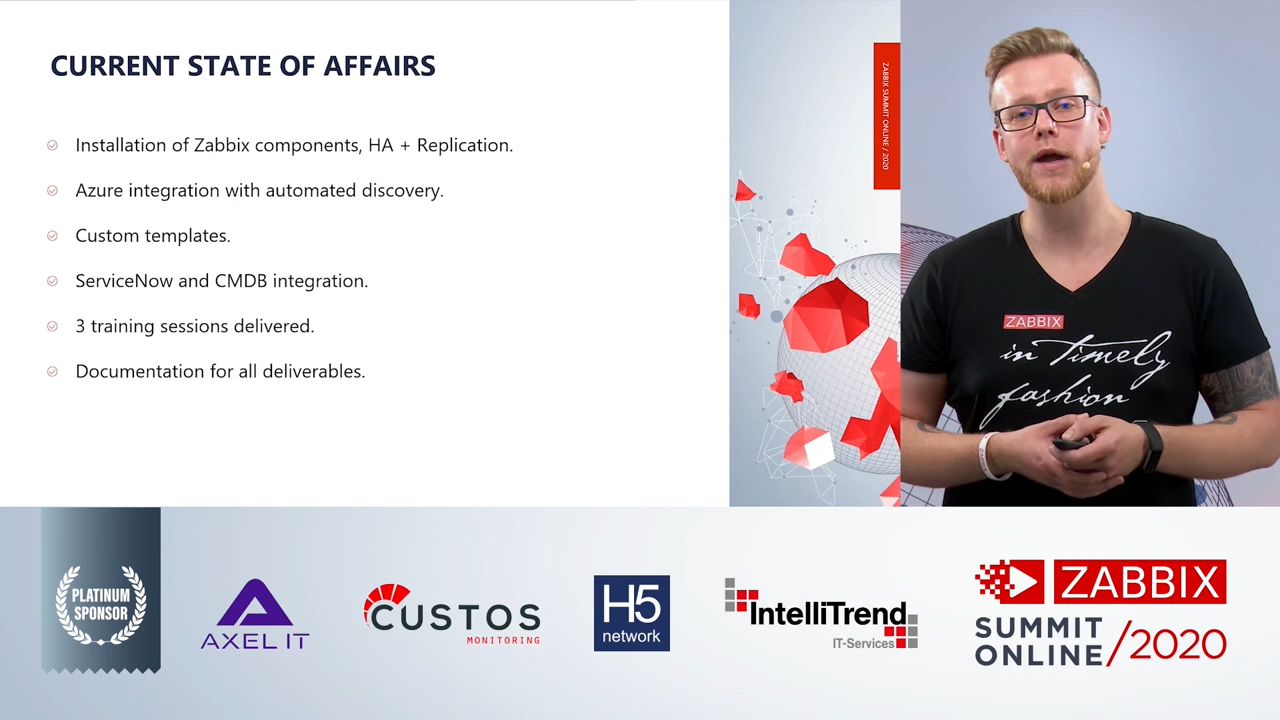 CURRENT STATE OF AFFAIRS
Installation of Zabbix components, HA + Replication.
Azure integration with automated discovery.
Custom templates.
ServiceNow and CMDB integration.
3 training sessions delivered.
Documentation for all deliverables.
ZABBIX SUMMIT ONLINE / 2020
ZABBIX
in timely
fashion
PLATINUM
SPONSOR
AXEL IT
CUSTOS
MONITORING
H5
network
IntelliTrend
IT-Services
ZABBIX
SUMMIT
ONLINE /2020